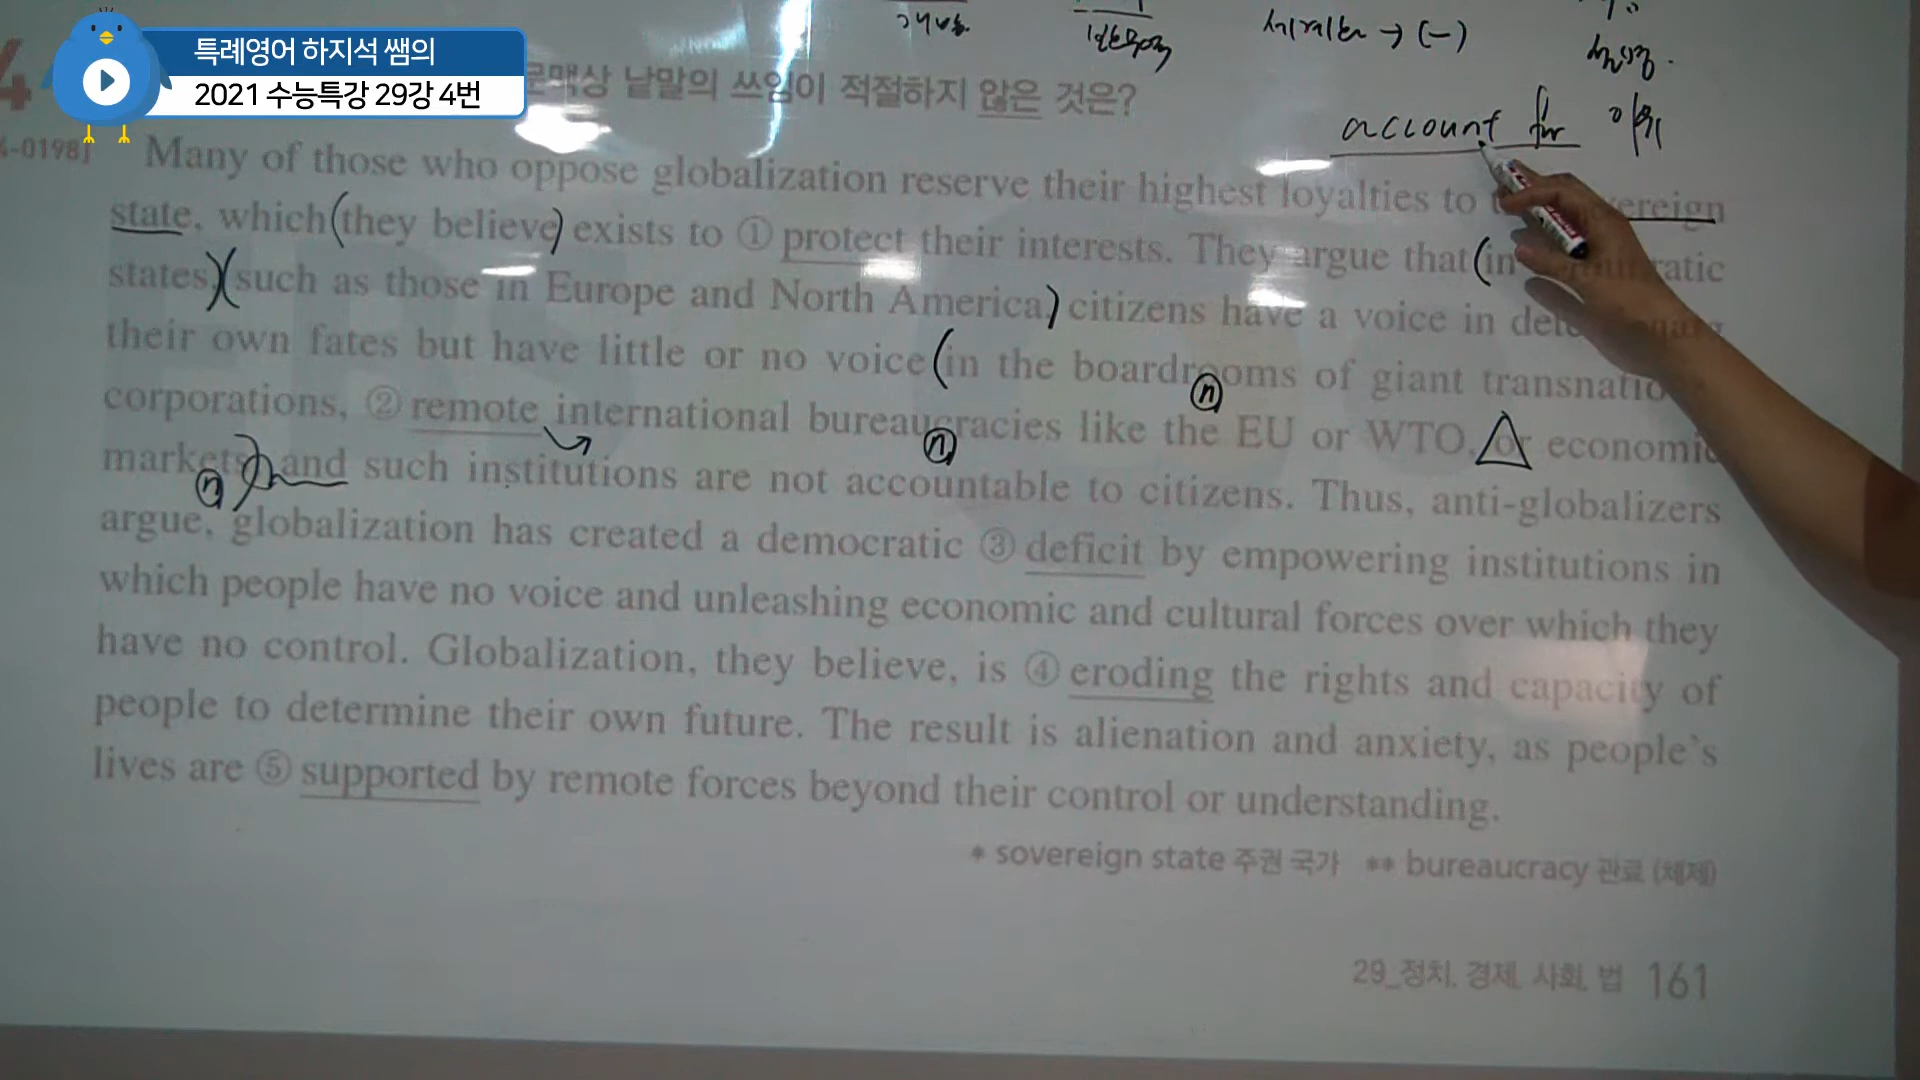 특례영어 하지석 쌤의
2021 수능특강 29강 4번
세계화 → (-)
4
문맥상 낱말의 쓰임이 적절하지 않은 것은?
account for
-0198]
Many of those who oppose globalization reserve their highest loyalties to ereign
state, which (they believe) exists to ① protect their interests. They argue that (in ratic
states,)(such as those in Europe and North America,) citizens have a voice in
their own fates but have little or no voice (in the boardrooms of giant transnatio
n
corporations, ② remote international bureaucracies like the EU or WTO, or economic
n
markets) and such institutions are not accountable to citizens. Thus, anti-globalizers
n
argue, globalization has created a democratic ③ deficit by empowering institutions in
which people have no voice and unleashing economic and cultural forces over which they
have no control. Globalization, they believe, is ④ eroding the rights and capacity of
people to determine their own future. The result is alienation and anxiety, as people's
lives are ⑤ supported by remote forces beyond their control or understanding.
* sovereign state 주권 국가 ** bureaucracy 관료 (체제)
29_정치, 경제, 사회, 법 161